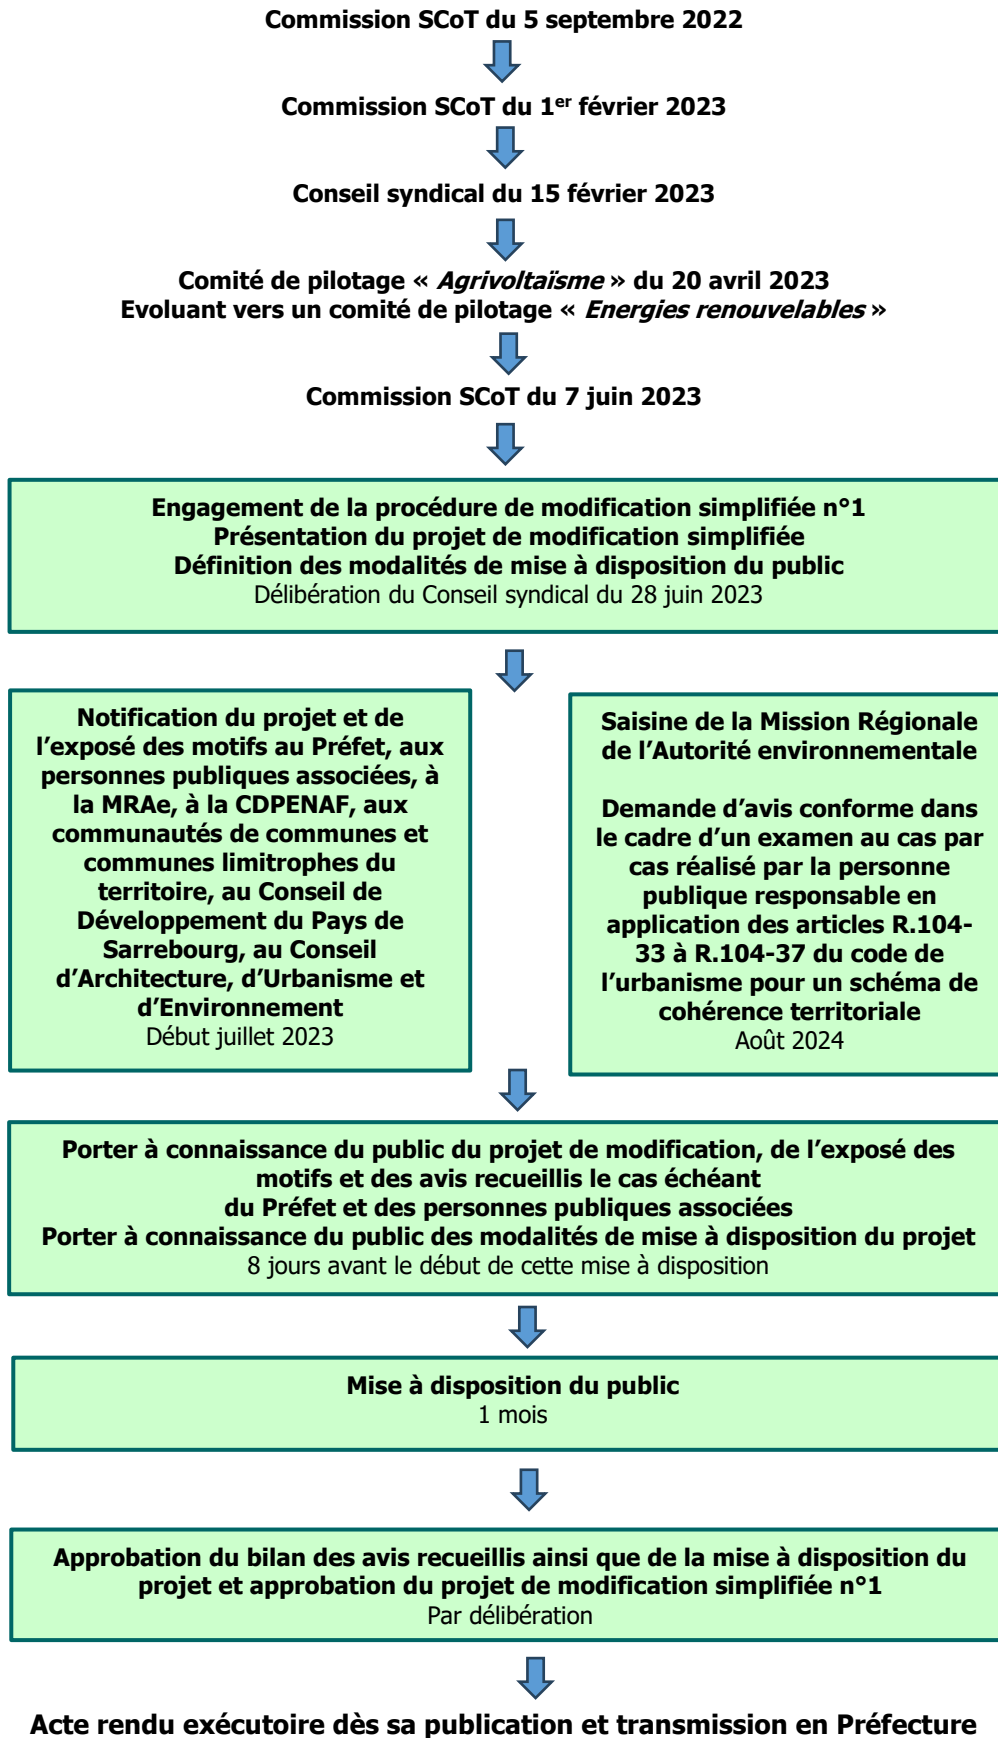 Commission SCoT du 5 septembre 2022
Commission SCoT du 1er février 2023
Conseil syndical du 15 février 2023
Comité de pilotage « Agrivoltaïsme » du 20 avril 2023
Evoluant vers un comité de pilotage « Energies renouvelables »
Commission SCoT du 7 juin 2023
Engagement de la procédure de modification simplifiée n°1
Présentation du projet de modification simplifiée
Définition des modalités de mise à disposition du public
Délibération du Conseil syndical du 28 juin 2023
Notification du projet et de
l'exposé des motifs au Préfet, aux
personnes publiques associées, à
la MRAe, à la CDPENAF, aux
communautés de communes et
communes limitrophes du
territoire, au Conseil de
Développement du Pays de
Sarrebourg, au Conseil
d'Architecture, d'Urbanisme et
d'Environnement
Début juillet 2023
Saisine de la Mission Régionale
de l'Autorité environnementale
Demande d'avis conforme dans
le cadre d'un examen au cas par
cas réalisé par la personne
publique responsable en
application des articles R.104-
33 à R.104-37 du code de
l'urbanisme pour un schéma de
cohérence territoriale
Août 2024
Porter à connaissance du public du projet de modification, de l'exposé des
motifs et des avis recueillis le cas échéant
du Préfet et des personnes publiques associées
Porter à connaissance du public des modalités de mise à disposition du projet
8 jours avant le début de cette mise à disposition
Mise à disposition du public
1 mois
Approbation du bilan des avis recueillis ainsi que de la mise à disposition du
projet et approbation du projet de modification simplifiée n°1
Par délibération
Acte rendu exécutoire dès sa publication et transmission en Préfecture